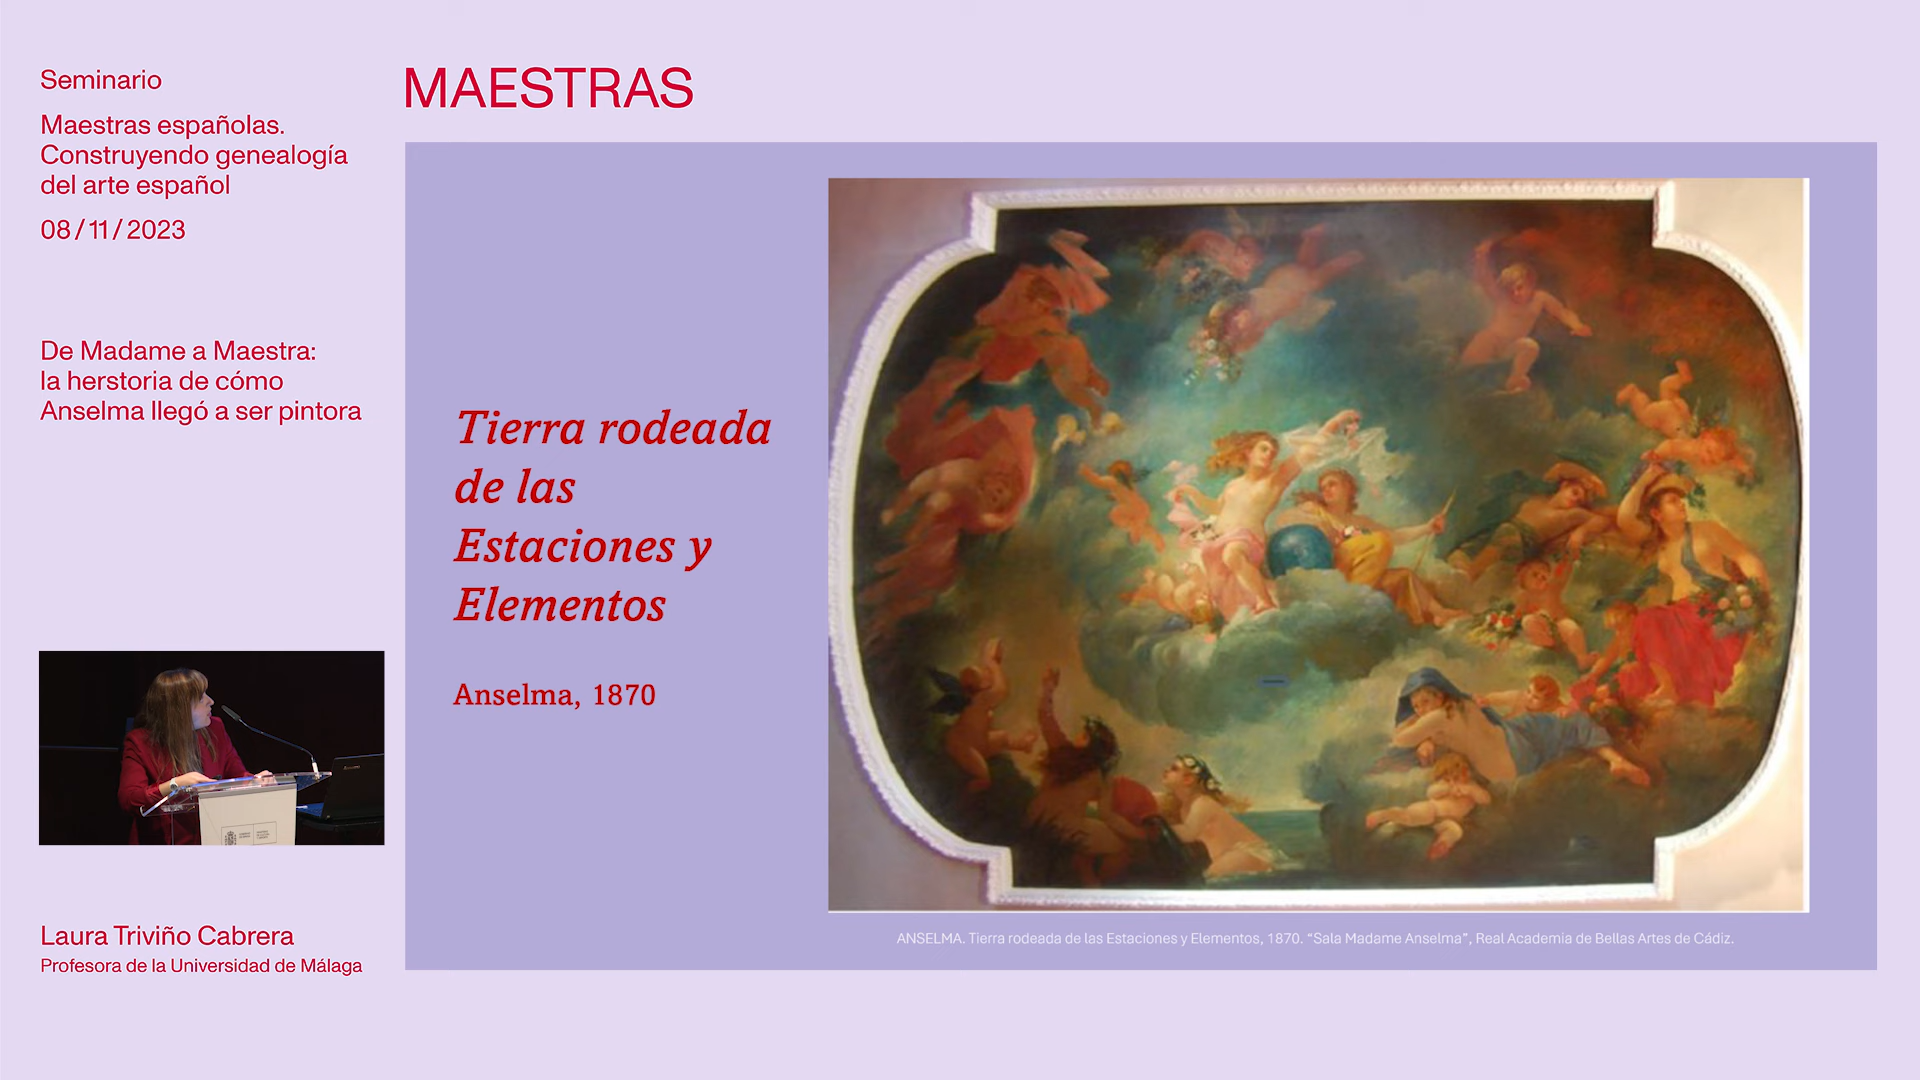 Seminario
Maestras españolas.
Construyendo genealogía
del arte español
08/11/2023
De Madame a Maestra:
la herstoria de cómo
Anselma llegó a ser pintora
Laura Triviño Cabrera
Profesora de la Universidad de Málaga
MAESTRAS
Tierra rodeada
de las
Estaciones y
Elementos
Anselma, 1870
ANSELMA. Tierra rodeada de las Estaciones y Elementos, 1870. “Sala Madame Anselma”, Real Academia de Bellas Artes de Cádiz.